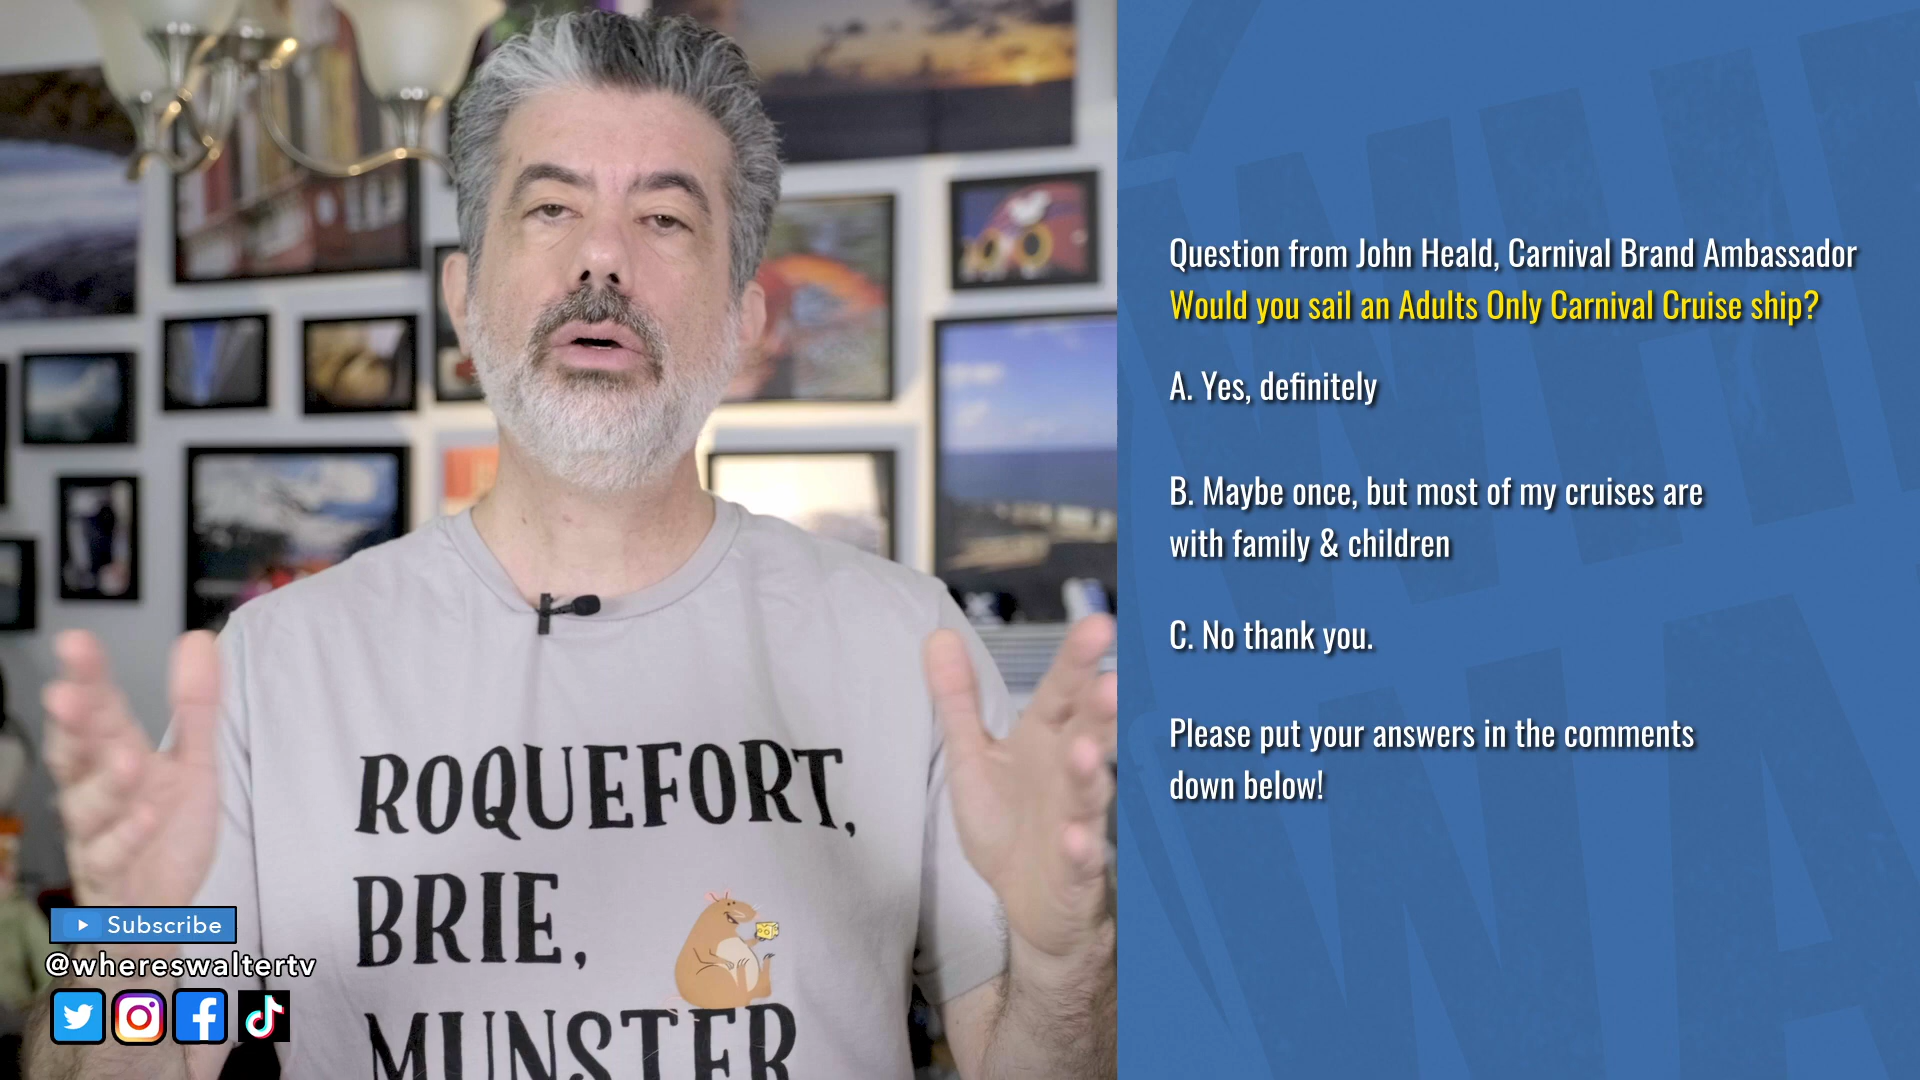 Question from John Heald, Carnival Brand Ambassador
Would you sail an Adults Only Carnival Cruise ship?
A. Yes, definitely
B. Maybe once, but most of my cruises are
with family & children
C. No thank you.
Please put your answers in the comments
down below!
ROQUEFORT,
BRIE,
MUNSTER
Subscribe
@whereswaltertv